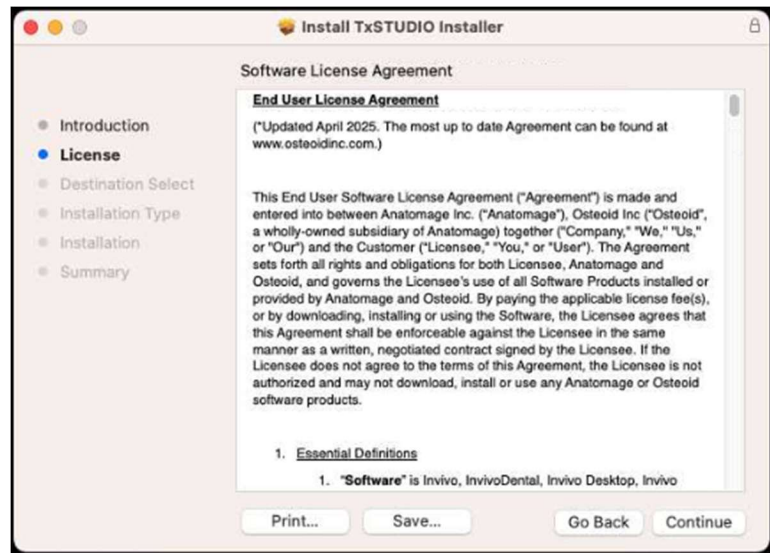 Install TxSTUDIO Installer
Software License Agreement
Introduction
License
Destination Select
Installation Type
Installation
Summary
End User License Agreement
(*Updated April 2025. The most up to date Agreement can be found at
www.osteoidinc.com.)
This End User Software License Agreement ("Agreement") is made and
entered into between Anatomage Inc. ("Anatomage"), Osteoid Inc ("Osteoid",
a wholly-owned subsidiary of Anatomage) together ("Company," "We," "Us,"
or "Our") and the Customer ("Licensee," "You," or "User"). The Agreement
sets forth all rights and obligations for both Licensee, Anatomage and
Osteoid, and governs the Licensee's use of all Software Products installed or
provided by Anatomage and Osteoid. By paying the applicable license fee(s),
or by downloading, installing or using the Software, the Licensee agrees that
this Agreement shall be enforceable against the Licensee in the same
manner as a written, negotiated contract signed by the Licensee. If the
Licensee does not agree to the terms of this Agreement, the Licensee is not
authorized and may not download, install or use any Anatomage or Osteoid
software products.
1. Essential Definitions
1. "Software" is Invivo, InvivoDental, Invivo Desktop, Invivo
Print...
Save...
Go Back
Continue